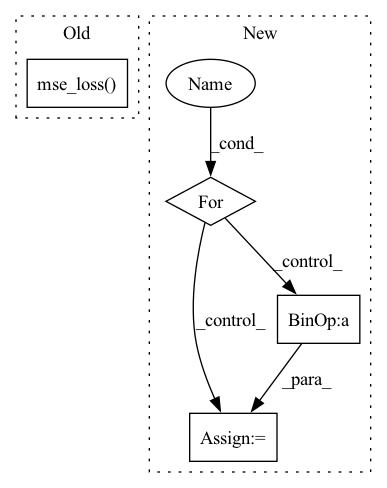 Old
New
mse_loss()
Name
_cond_
For
_control_
_control_
BinOp:a
_para_
Assign:=